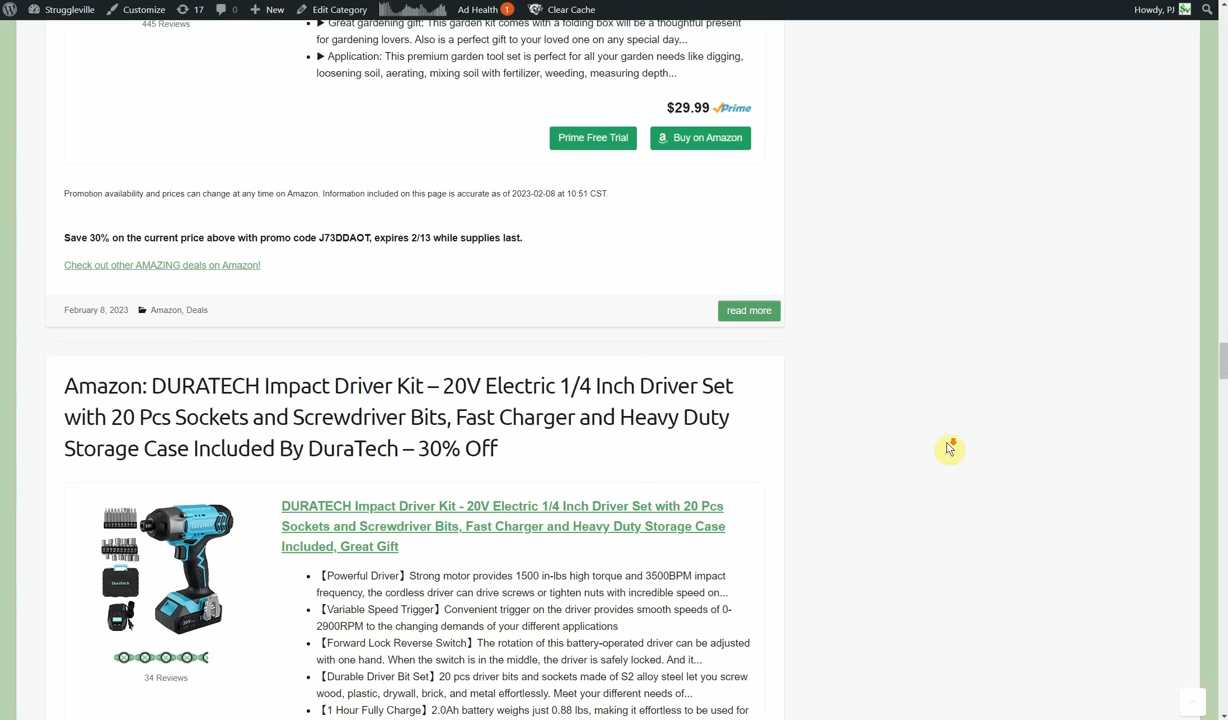 Struggleville Customize 17 0 New Edit Category Ad Health 1 Clear Cache Howdy, PJ
445 Reviews
• ► Great gardening gift: This garden kit comes with a folding box will be a thoughtful present
for gardening lovers. Also is a perfect gift to your loved one on any special day...
• ► Application: This premium garden tool set is perfect for all your garden needs like digging,
loosening soil, aerating, mixing soil with fertilizer, weeding, measuring depth...
$29.99 Prime
Prime Free Trial Buy on Amazon
Promotion availability and prices can change at any time on Amazon. Information included on this page is accurate as of 2023-02-08 at 10:51 CST.
Save 30% on the current price above with promo code J73DDAOT, expires 2/13 while supplies last.
Check out other AMAZING deals on Amazon!
February 8, 2023 Amazon, Deals read more
Amazon: DURATECH Impact Driver Kit – 20V Electric 1/4 Inch Driver Set
with 20 Pcs Sockets and Screwdriver Bits, Fast Charger and Heavy Duty
Storage Case Included By DuraTech – 30% Off
DURATECH Impact Driver Kit - 20V Electric 1/4 Inch Driver Set with 20 Pcs
Sockets and Screwdriver Bits, Fast Charger and Heavy Duty Storage Case
Included, Great Gift
• 【Powerful Driver】Strong motor provides 1500 in-lbs high torque and 3500BPM impact
frequency, the cordless driver can drive screws or tighten nuts with incredible speed on...
• 【Variable Speed Trigger】Convenient trigger on the driver provides smooth speeds of 0-
2900RPM to the changing demands of your different applications
• 【Forward Lock Reverse Switch】The rotation of this battery-operated driver can be adjusted
with one hand. When the switch is in the middle, the driver is safely locked. And it...
• 【Durable Driver Bit Set】20 pcs driver bits and sockets made of S2 alloy steel let you screw
wood, plastic, drywall, brick, and metal effortlessly. Meet your different needs of...
34 Reviews
• 【1 Hour Fully Charge】2.0Ah battery weighs just 0.88 lbs, making it effortless to be used for